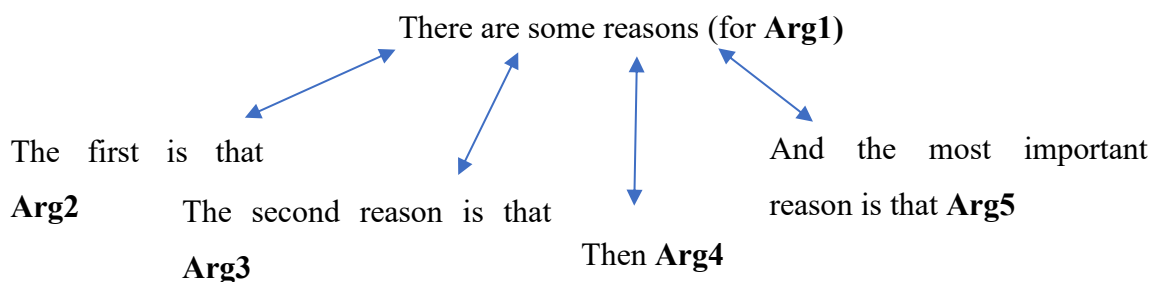 There are some reasons (for Arg1)
The first is that
Arg2
The second reason is that
Arg3
Then Arg4
And the most important
reason is that Arg5